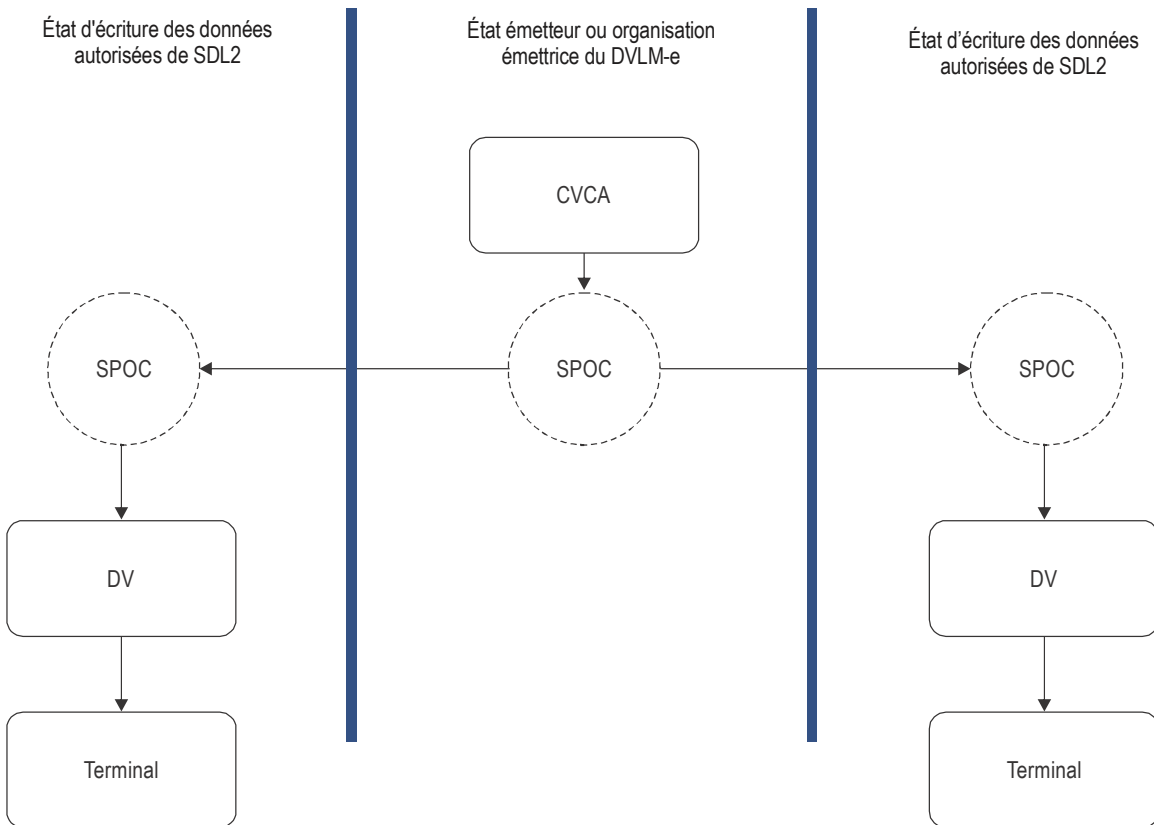 État d'écriture des données
autorisées de SDL2
État émetteur ou organisation
émettrice du DVLM-e
État d’écriture des données
autorisées de SDL2
CVCA
SPOC
SPOC
SPOC
DV
DV
Terminal
Terminal